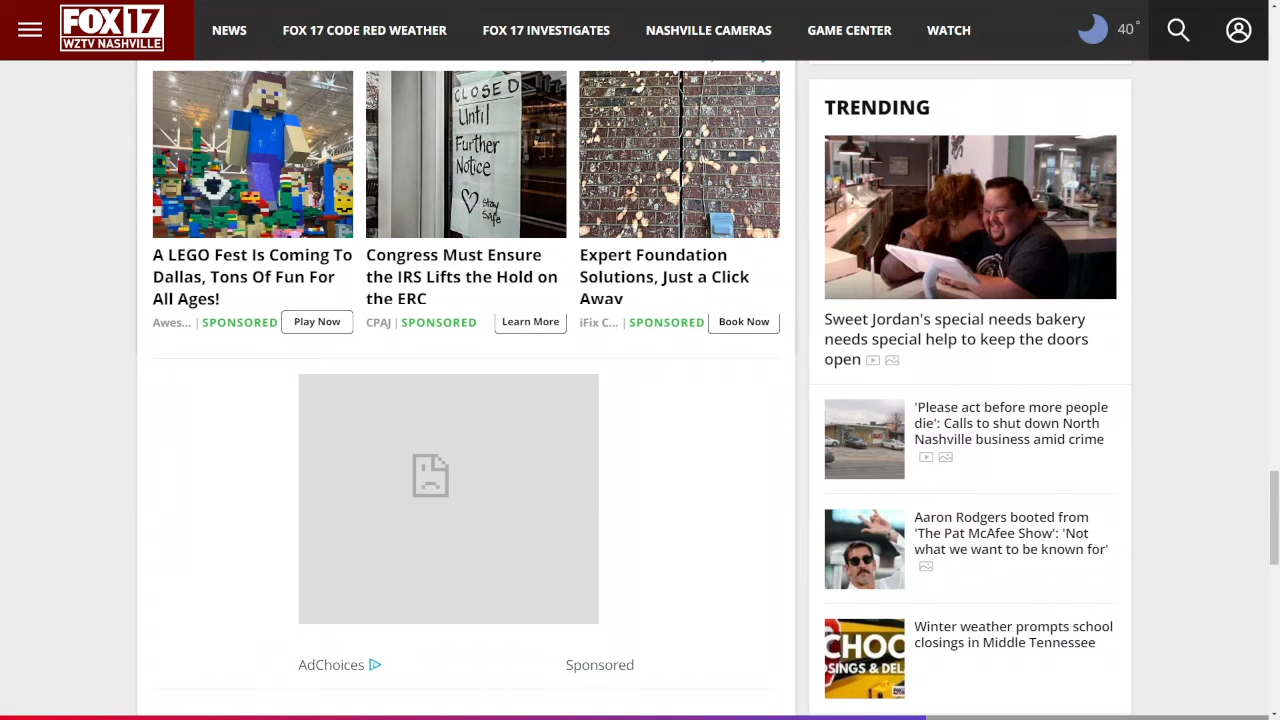 FOX 17
WZTV NASHVILLE
NEWS
FOX 17 CODE RED WEATHER
FOX 17 INVESTIGATES
NASHVILLE CAMERAS
GAME CENTER
WATCH
40°
CLOSED
Until
Further
Notice
Stay
Safe
A LEGO Fest Is Coming To
Dallas, Tons Of Fun For
All Ages!
Awes... | SPONSORED
Play Now
Congress Must Ensure
the IRS Lifts the Hold on
the ERC
CPAJ | SPONSORED
Learn More
Expert Foundation
Solutions, Just a Click
Away
iFix C... | SPONSORED
Book Now
AdChoices
Sponsored
TRENDING
Sweet Jordan's special needs bakery
needs special help to keep the doors
open
'Please act before more people
die': Calls to shut down North
Nashville business amid crime
Aaron Rodgers booted from
'The Pat McAfee Show': 'Not
what we want to be known for'
CHOO
OSINGS & DELA
Winter weather prompts school
closings in Middle Tennessee